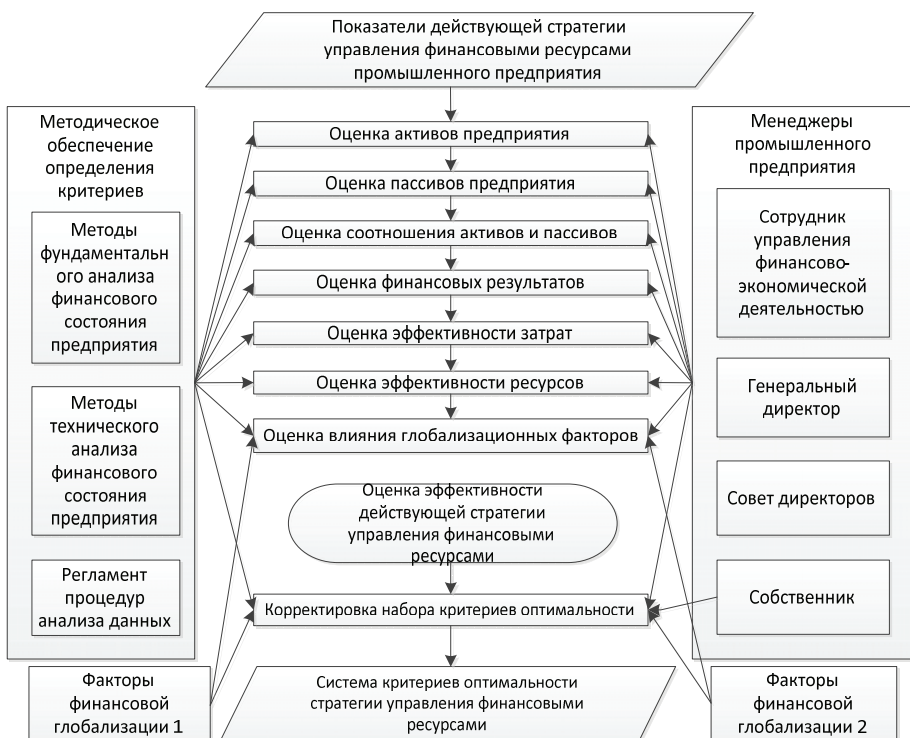 Показатели действующей стратегии
управления финансовыми ресурсами
промышленного предприятия
Методическое
обеспечение
определения
критериев
Методы
фундаментальн
ого анализа
финансового
состояния
предприятия
Методы
технического
анализа
финансового
состояния
предприятия
Регламент
процедур
анализа данных
Оценка активов предприятия
Оценка пассивов предприятия
Оценка соотношения активов и пассивов
Оценка финансовых результатов
Оценка эффективности затрат
Оценка эффективности ресурсов
Оценка влияния глобализационных факторов
Оценка эффективности
действующей стратегии
управления финансовыми
ресурсами
Корректировка набора критериев оптимальности
Менеджеры
промышленного
предприятия
Сотрудник
управления
финансово-
экономической
деятельностью
Генеральный
директор
Совет директоров
Собственник
Факторы
финансовой
глобализации 1
Система критериев оптимальности
стратегии управления финансовыми
ресурсами
Факторы
финансовой
глобализации 2